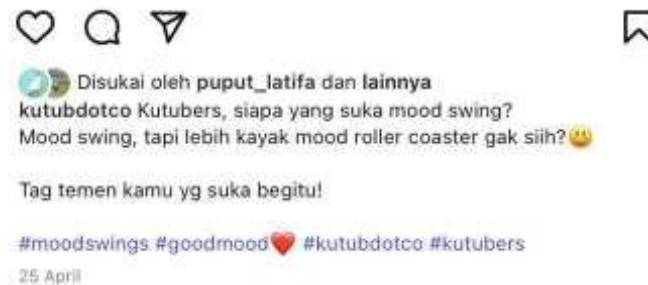 Disukai oleh puput_latifa dan lainnya
kutubdotco Kutubers, siapa yang suka mood swing?
Mood swing, tapi lebih kayak mood roller coaster gak siih?😃
Tag temen kamu yg suka begitu!
#moodswings #goodmood❤️ #kutubdotco #kutubers
25 April